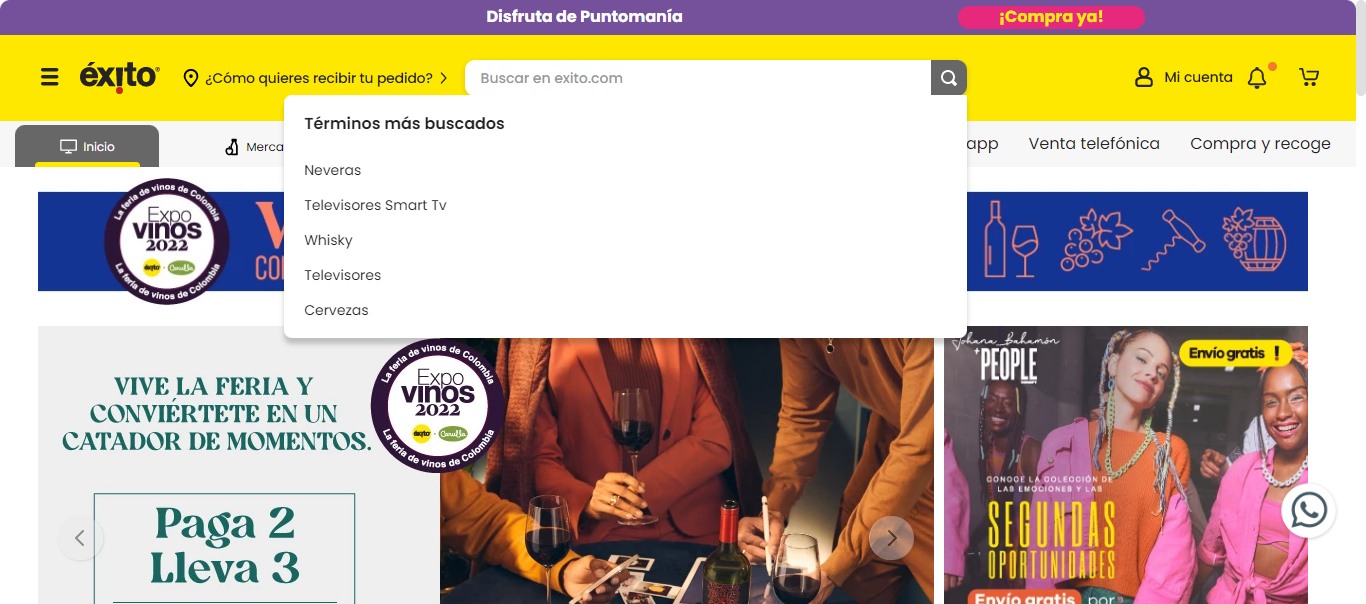 Disfruta de Puntomanía
¡Compra ya!
éxito
¿Cómo quieres recibir tu pedido?
Buscar en exito.com
Mi cuenta
Términos más buscados
Neveras
Televisores Smart Tv
Whisky
Televisores
Cervezas
Inicio
Merca
app
Venta telefónica
Compra y recoge
La feria de vinos de Colombia
Expo
vinos
2022
éxito · Carulla
La feria de vinos de Colombia
V
CO
VIVE LA FERIA Y
CONVIÉRTETE EN UN
CATADOR DE MOMENTOS.
Paga 2
Lleva 3
La feria de vinos de Colombia
Expo
vinos
2022
éxito · Carulla
La feria de vinos de Colombia
Johana Bahamón
+
PEOPLE
Envío gratis !
CONOCE LA COLECCIÓN DE
LAS EMOCIONES Y LAS
SEGUNDAS
OPORTUNIDADES
Envío gratis por